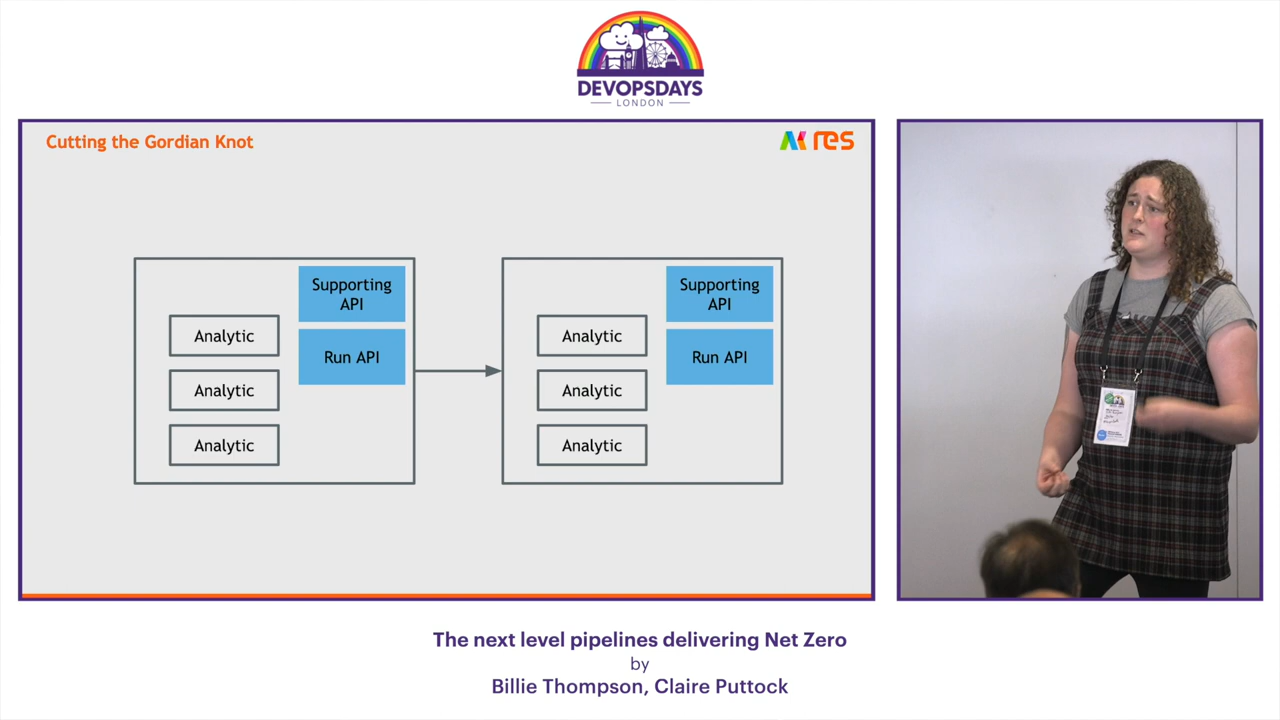 DEVOPSDAYS
LONDON
Cutting the Gordian Knot
res
Supporting
API
Run API
Analytic
Analytic
Analytic
Supporting
API
Run API
Analytic
Analytic
Analytic
The next level pipelines delivering Net Zero
by
Billie Thompson, Claire Puttock